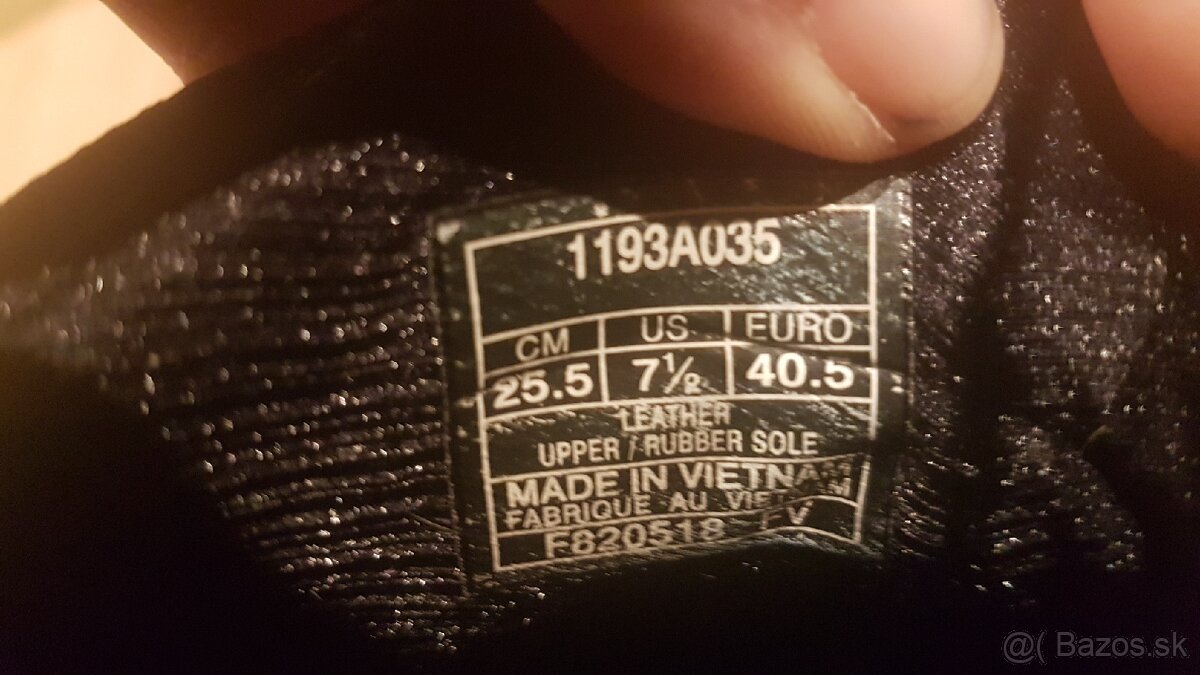 1193A035
CM US EURO
25.5 7½ 40.5
LEATHER
UPPER / RUBBER SOLE
MADE IN VIETNAM
FABRIQUE AU VIETNAM
F820518 V
@( Bazos.sk